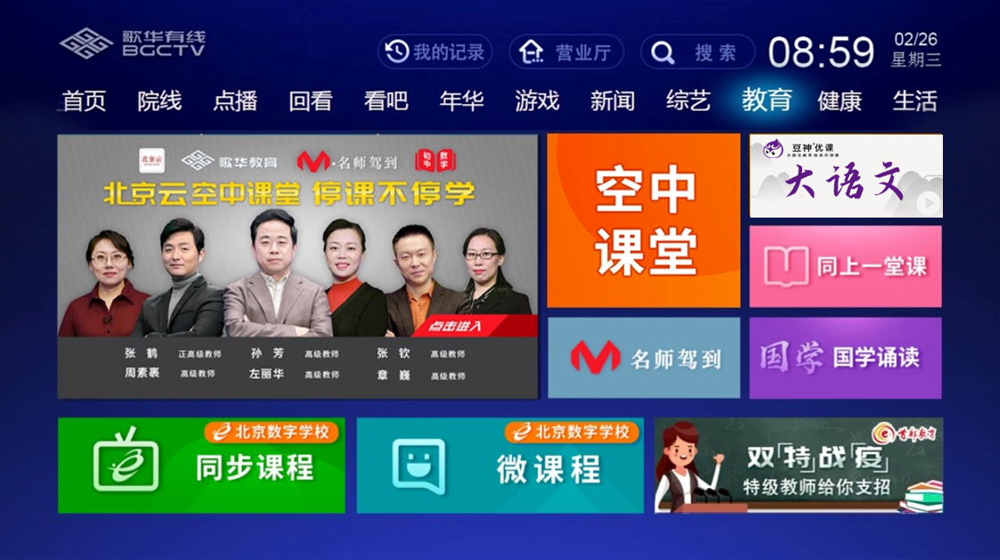 歌华有线
BGCTV
我的记录
营业厅
搜索
08:59
02/26
星期三
首页 院线 点播 回看 看吧 年华 游戏 新闻 综艺 教育 健康 生活
北京云
歌华教育
M·名师驾到
初中数学
北京云空中课堂 停课不停学
点击进入
张鹤 正高级教师 孙芳 高级教师 张钦 高级教师
周素裹 高级教师 左丽华 高级教师 章巍 高级教师
空中
课堂
豆神优课
大语文
同上一堂课
名师驾到
国学 国学诵读
北京数字学校
同步课程
北京数字学校
微课程
首都教育
双「特」战「疫」
特级教师给你支招